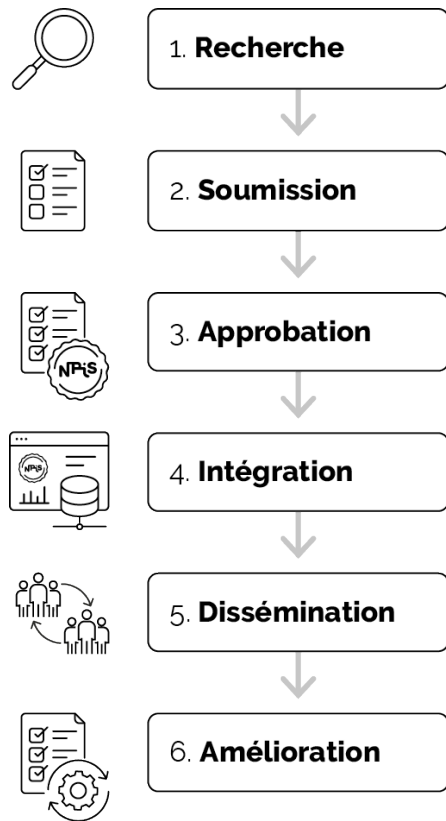 1. Recherche
2. Soumission
3. Approbation
NPiS
4. Intégration
NPiS
5. Dissémination
6. Amélioration